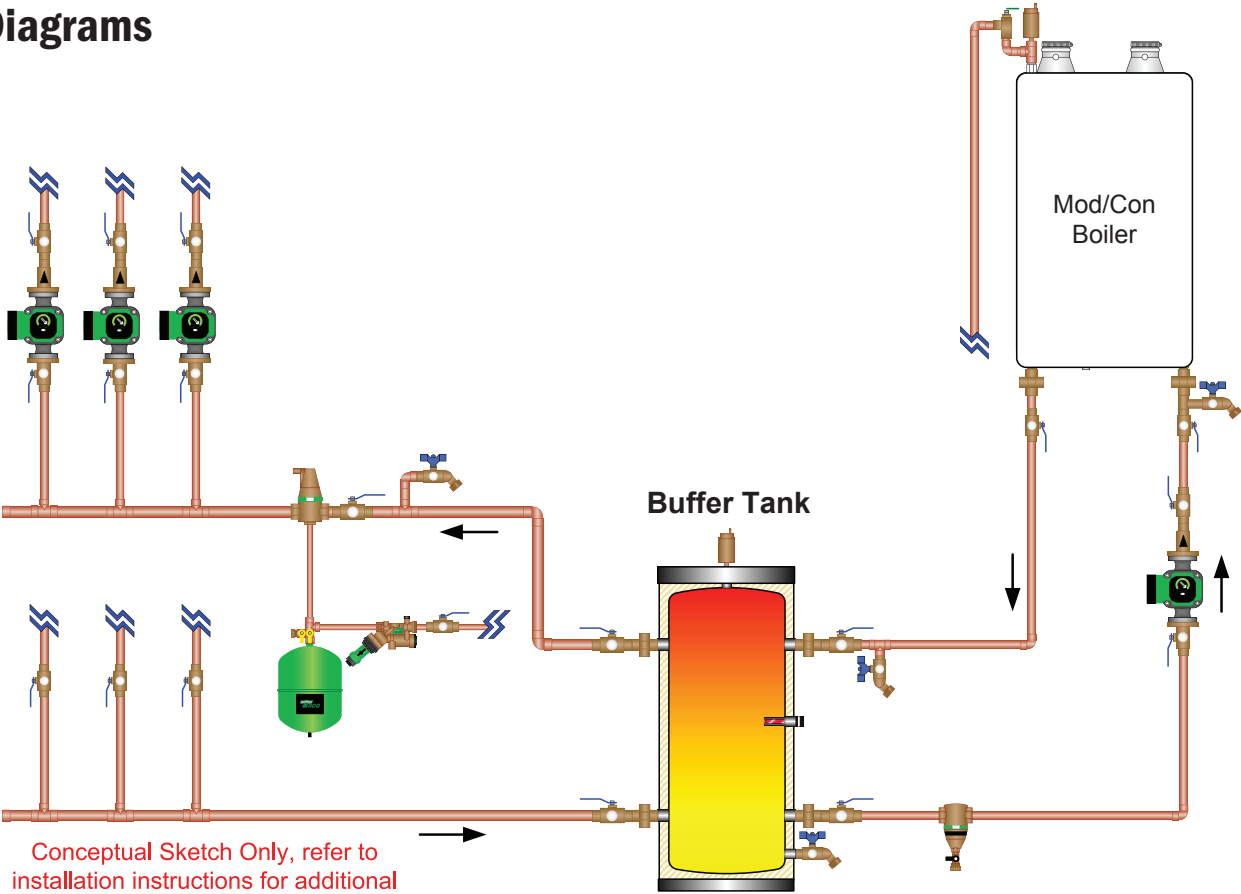 Diagrams
Mod/Con
Boiler
Buffer Tank
Conceptual Sketch Only, refer to
installation instructions for additional